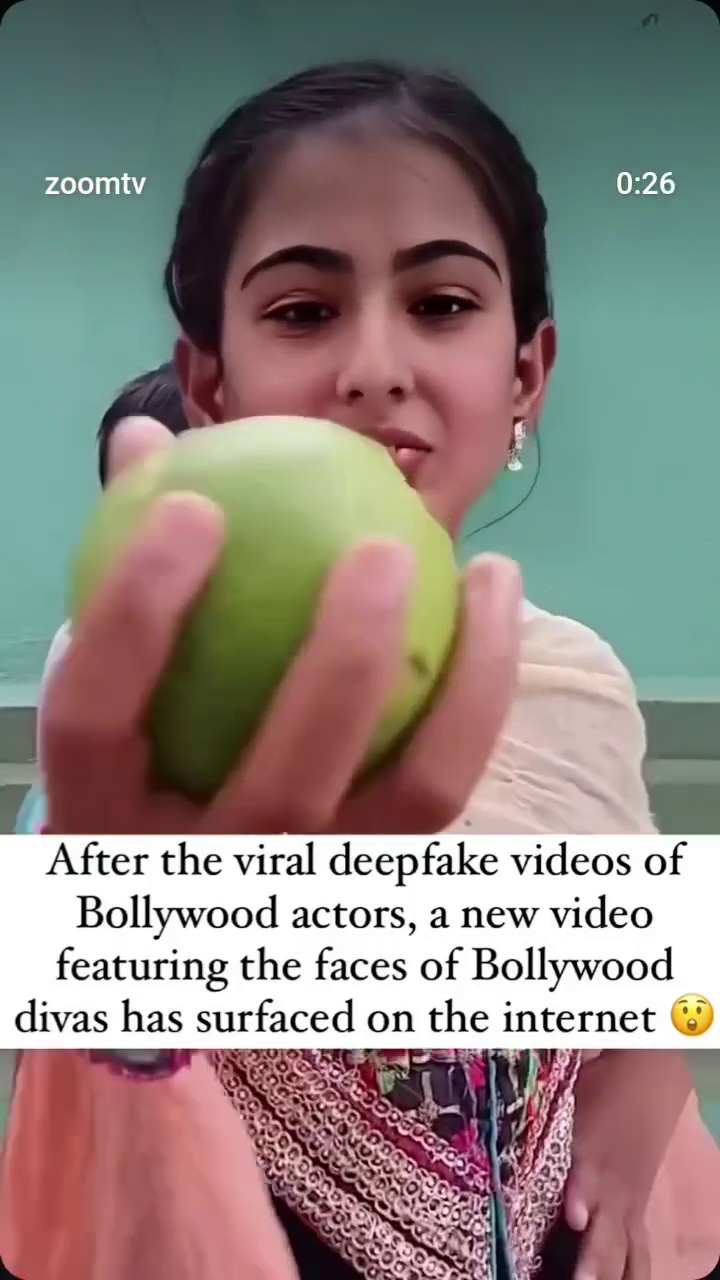 zoomtv
0:26
After the viral deepfake videos of
Bollywood actors, a new video
featuring the faces of Bollywood
divas has surfaced on the internet 😲